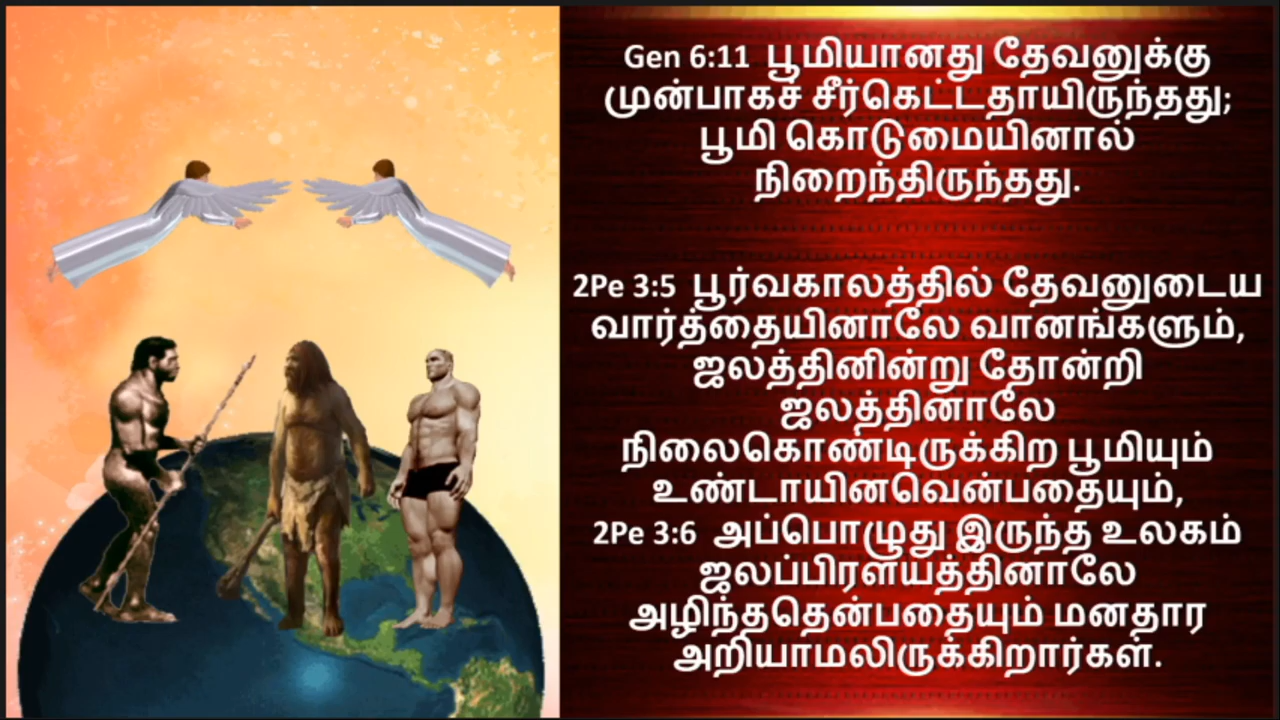 Gen 6:11 பூமியானது தேவனுக்கு
முன்பாகச் சீர்கெட்டதாயிருந்தது;
பூமி கொடுமையினால்
நிறைந்திருந்தது.
2Pe 3:5 பூர்வகாலத்தில் தேவனுடைய
வார்த்தையினாலே வானங்களும்,
ஜலத்தினின்று தோன்றி
ஜலத்தினாலே
நிலைகொண்டிருக்கிற பூமியும்
உண்டாயினவென்பதையும்,
2Pe 3:6 அப்பொழுது இருந்த உலகம்
ஜலப்பிரளயத்தினாலே
அழிந்ததென்பதையும் மனதார
அறியாமலிருக்கிறார்கள்.